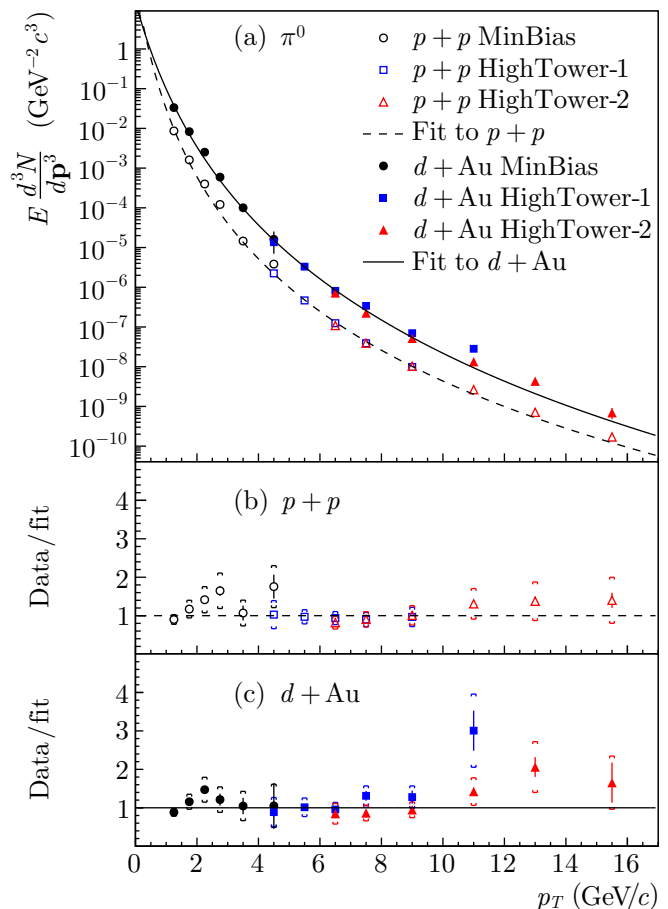 (a) π⁰
p + p MinBias
p + p HighTower-1
p + p HighTower-2
Fit to p + p
d + Au MinBias
d + Au HighTower-1
d + Au HighTower-2
Fit to d + Au
E d³N/dp³ (GeV⁻²c³)
1
10⁻¹
10⁻²
10⁻³
10⁻⁴
10⁻⁵
10⁻⁶
10⁻⁷
10⁻⁸
10⁻⁹
10⁻¹⁰
(b) p + p
Data/fit
4
3
2
1
(c) d + Au
Data/fit
4
3
2
1
0 2 4 6 8 10 12 14 16
p_T (GeV/c)